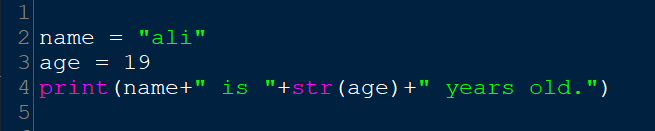 1
2 name = "ali"
3 age = 19
4 print(name+" is "+str(age)+" years old.")
5